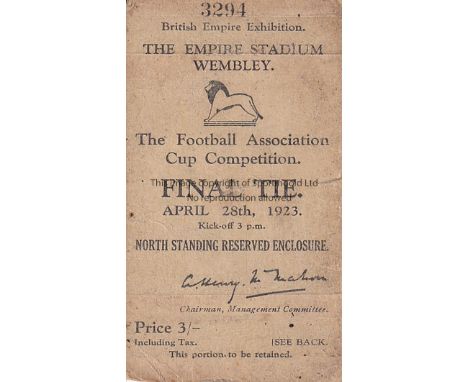 3294
British Empire Exhibition.
THE EMPIRE STADIUM
WEMBLEY.
The Football Association
Cup Competition.
This image copyright of Sportingold Ltd
FINAL TIE.
No reproduction allowed
APRIL 28th, 1923.
Kick-off 3 p.m.
NORTH STANDING RESERVED ENCLOSURE.
Chairman, Management Committee.
Price 3/-
Including Tax.
[SEE BACK.
This portion to be retained.